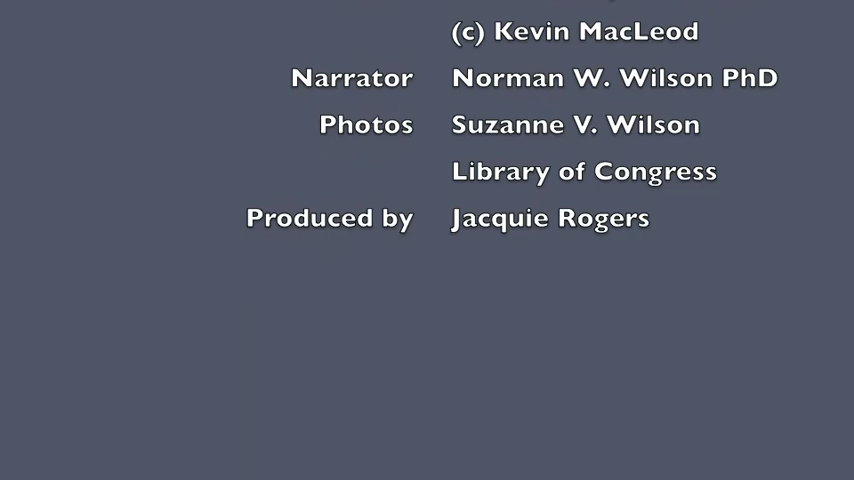 (c) Kevin MacLeod
Narrator Norman W. Wilson PhD
Photos Suzanne V. Wilson
Library of Congress
Produced by Jacquie Rogers